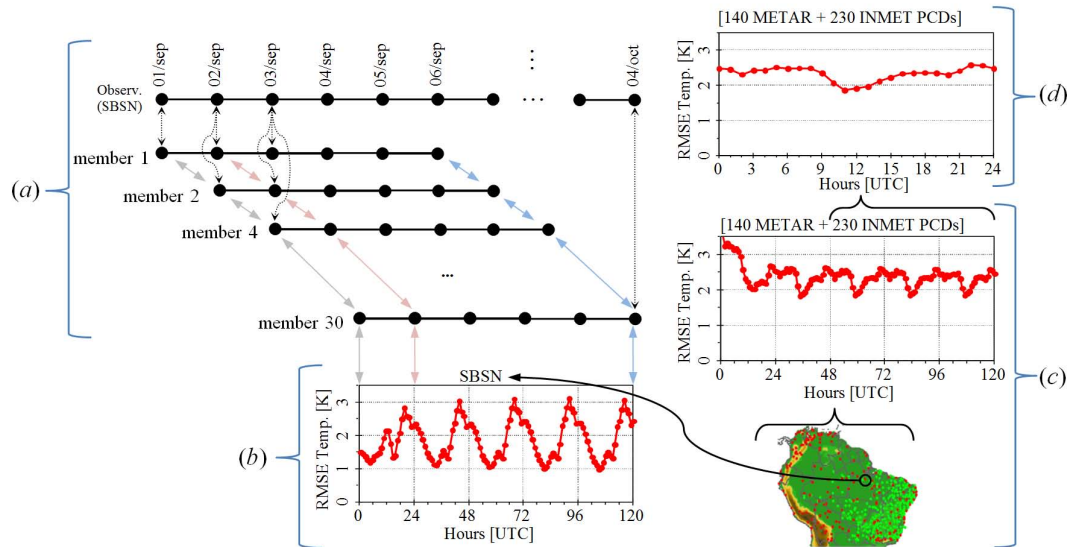 01/sep
02/sep
03/sep
04/sep
05/sep
06/sep
...
04/oct
Observ.
(SBSN)
...
member 1
member 2
member 4
...
member 30
(a)
SBSN
RMSE Temp. [K]
3
2
1
0
0 24 48 72 96 120
Hours [UTC]
(b)
[140 METAR + 230 INMET PCDs]
RMSE Temp. [K]
3
2
1
0
0 3 6 9 12 15 18 21 24
Hours [UTC]
(d)
[140 METAR + 230 INMET PCDs]
RMSE Temp. [K]
3
2
1
0
0 24 48 72 96 120
Hours [UTC]
(c)